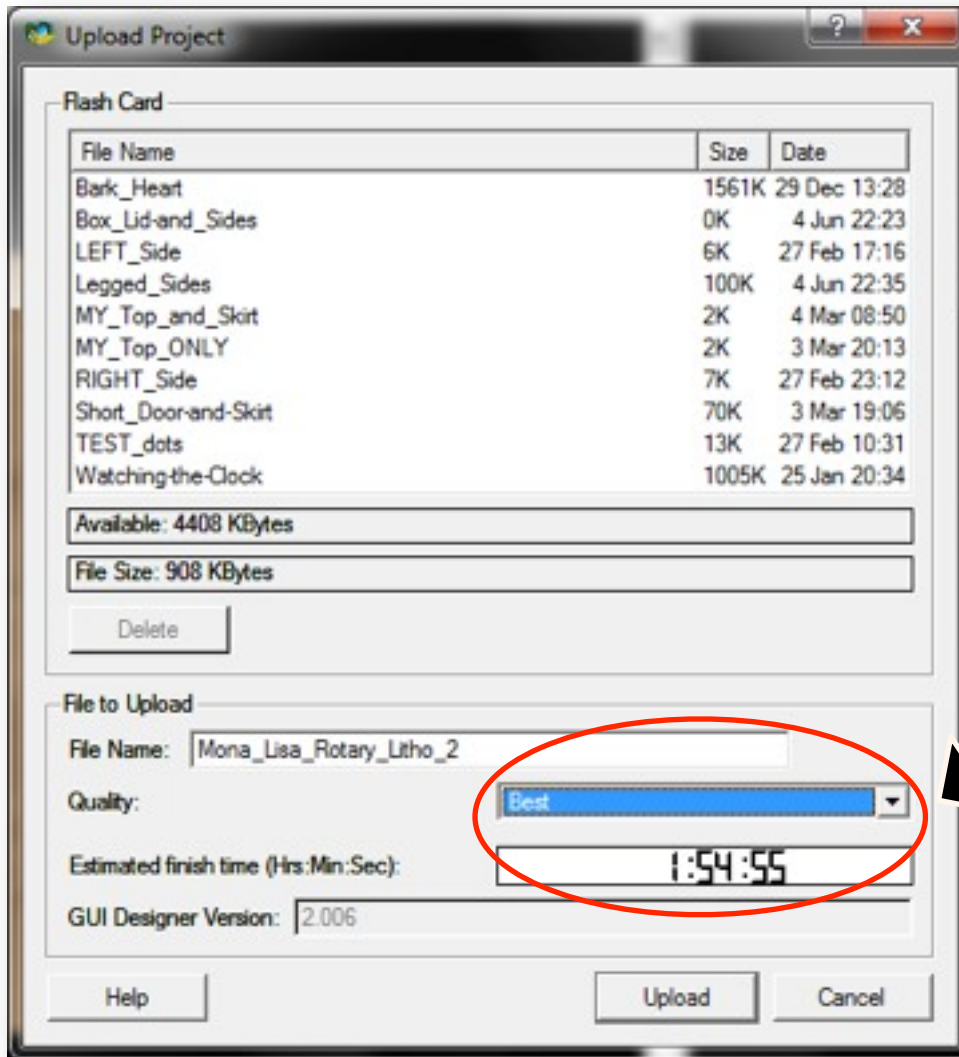 Upload Project
?
Flash Card
File Name Size Date
Bark_Heart 1561K 29 Dec 13:28
Box_Lid-and_Sides 0K 4 Jun 22:23
LEFT_Side 6K 27 Feb 17:16
Legged_Sides 100K 4 Jun 22:35
MY_Top_and_Skirt 2K 4 Mar 08:50
MY_Top_ONLY 2K 3 Mar 20:13
RIGHT_Side 7K 27 Feb 23:12
Short_Door-and-Skirt 70K 3 Mar 19:06
TEST_dots 13K 27 Feb 10:31
Watching-the-Clock 1005K 25 Jan 20:34
Available: 4408 KBytes
File Size: 908 KBytes
Delete
File to Upload
File Name: Mona_Lisa_Rotary_Litho_2
Quality: Best
Estimated finish time (Hrs:Min:Sec): 1:54:55
GUI Designer Version: 2.006
Help Upload Cancel